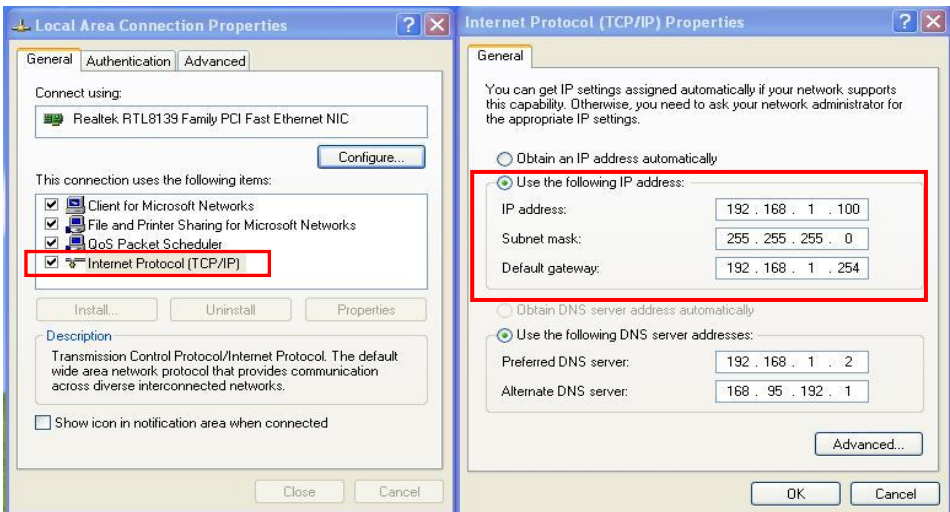 Local Area Connection Properties
General
Authentication
Advanced
Connect using:
Realtek RTL8139 Family PCI Fast Ethernet NIC
Configure...
This connection uses the following items:
Client for Microsoft Networks
File and Printer Sharing for Microsoft Networks
QoS Packet Scheduler
Internet Protocol (TCP/IP)
Install...
Uninstall
Properties
Description
Transmission Control Protocol/Internet Protocol. The default
wide area network protocol that provides communication
across diverse interconnected networks.
Show icon in notification area when connected
Close
Cancel
Internet Protocol (TCP/IP) Properties
General
You can get IP settings assigned automatically if your network supports
this capability. Otherwise, you need to ask your network administrator for
the appropriate IP settings.
Obtain an IP address automatically
Use the following IP address:
IP address: 192 . 168 . 1 . 100
Subnet mask: 255 . 255 . 255 . 0
Default gateway: 192 . 168 . 1 . 254
Obtain DNS server address automatically
Use the following DNS server addresses:
Preferred DNS server: 192 . 168 . 1 . 2
Alternate DNS server: 168 . 95 . 192 . 1
Advanced...
OK
Cancel